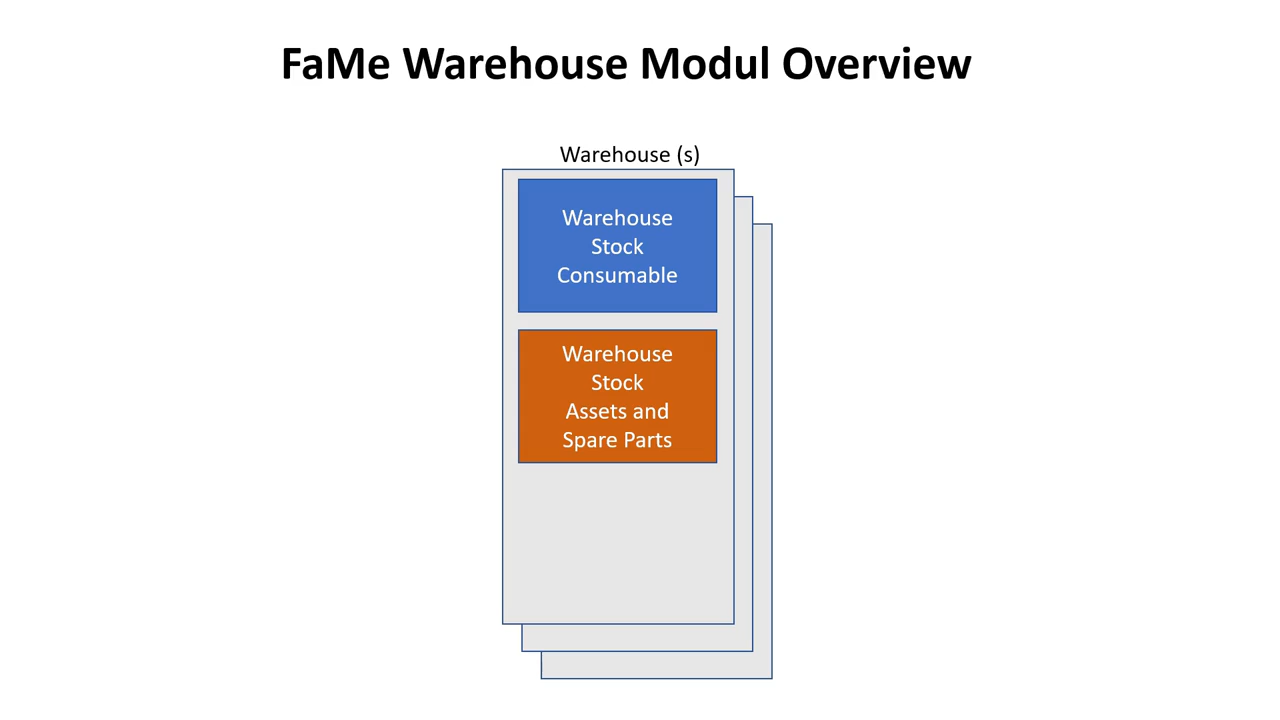 FaMe Warehouse Modul Overview
Warehouse (s)
Warehouse
Stock
Consumable
Warehouse
Stock
Assets and
Spare Parts